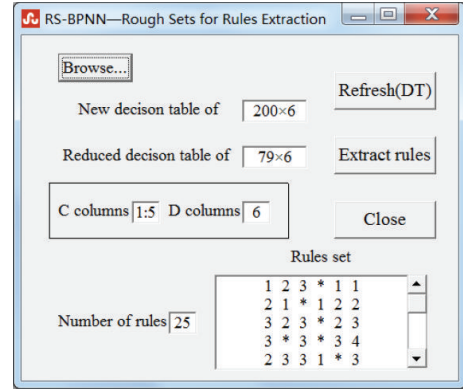 RS-BPNN—Rough Sets for Rules Extraction
Browse...
Refresh(DT)
New decison table of 200×6
Reduced decison table of 79×6
Extract rules
C columns 1:5 D columns 6
Close
Rules set
1 2 3 * 1 1
2 1 * 1 2 2
Number of rules 25
3 2 3 * 2 3
3 * 3 * 3 4
2 3 3 1 * 3